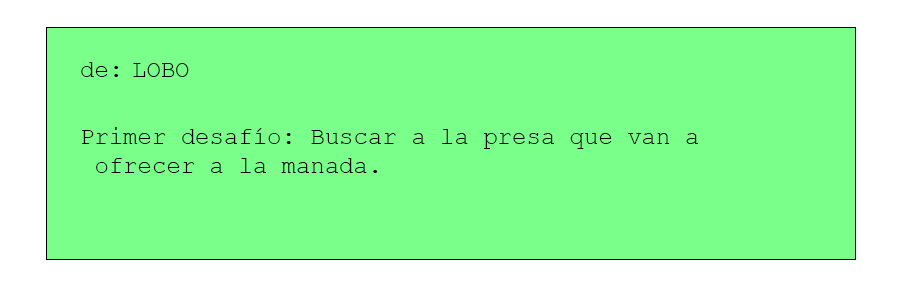 de: LOBO
Primer desafío: Buscar a la presa que van a
ofrecer a la manada.